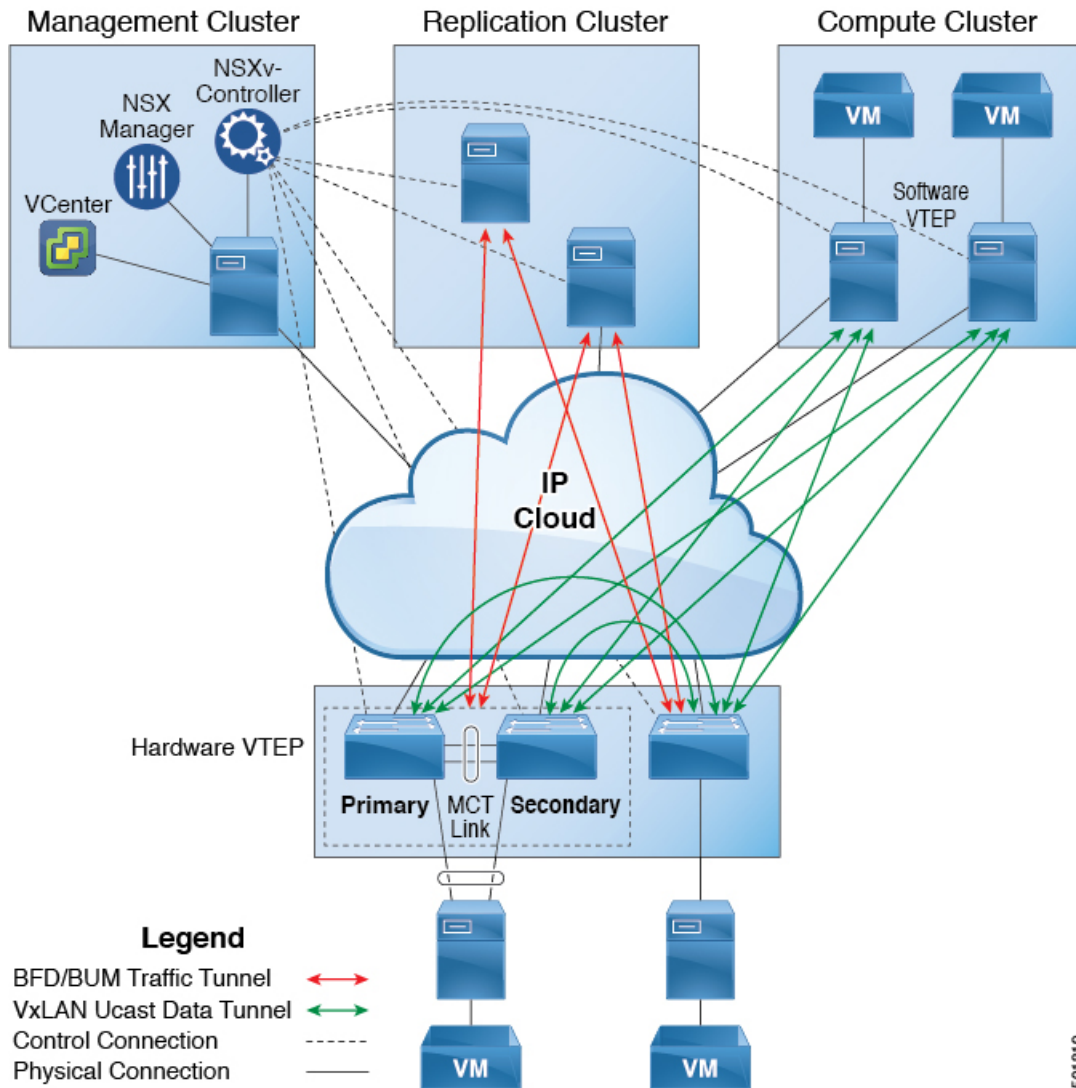 Management Cluster
Replication Cluster
Compute Cluster
NSXv-
Controller
NSX
Manager
VCenter
VM
VM
Software
VTEP
IP
Cloud
Hardware VTEP
Primary
MCT
Link
Secondary
Legend
BFD/BUM Traffic Tunnel
VxLAN Ucast Data Tunnel
Control Connection
Physical Connection
VM
VM